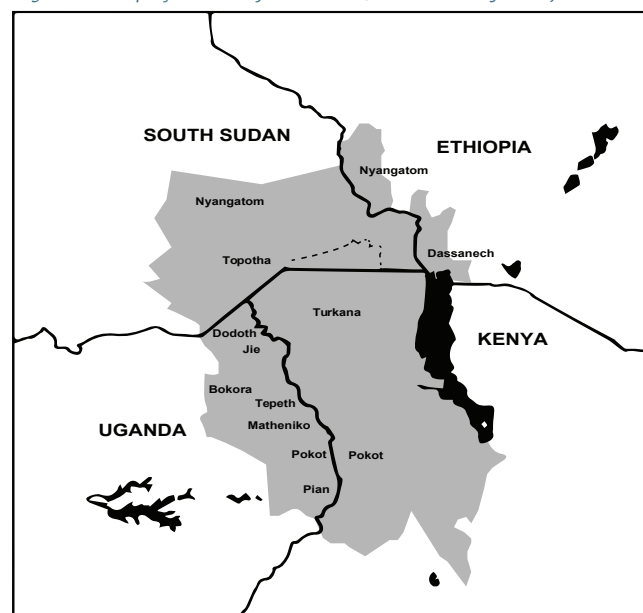 SOUTH SUDAN
ETHIOPIA
Nyangatom
Nyangatom
Topotha
Dassanech
Turkana
Dodoth
KENYA
Jie
Bokora
Tepeth
Matheniko
UGANDA
Pokot
Pokot
Pian